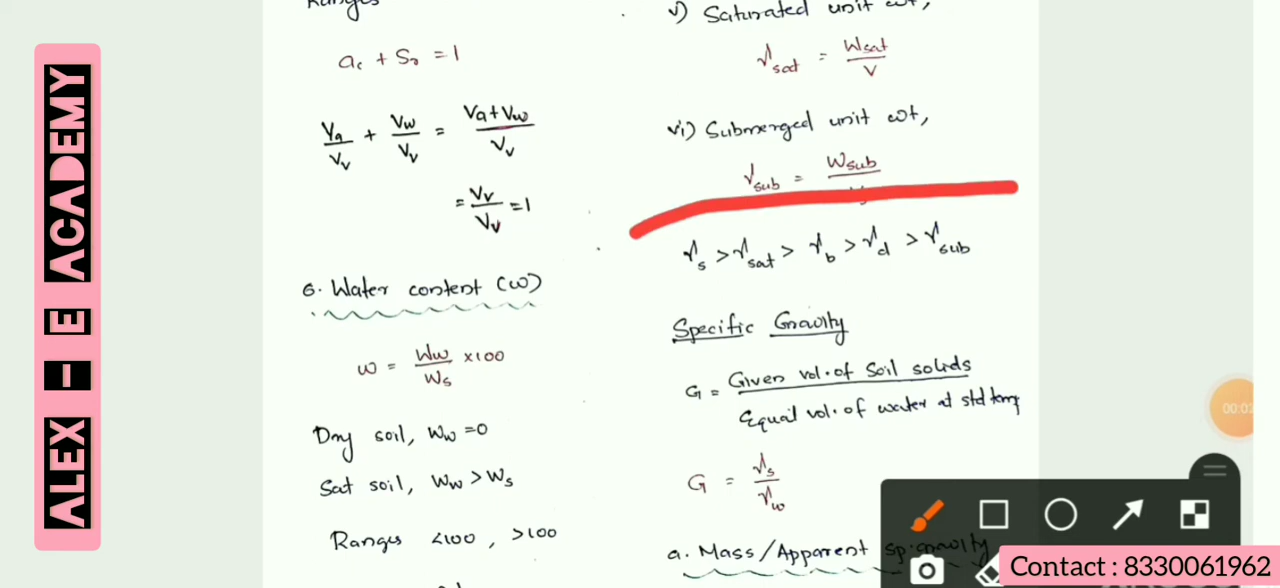 ALEX - E ACADEMY
Ranges
ac + Sr = 1
Va/Vv + Vw/Vv = Va+Vw/Vv
= Vv/Vv = 1
6. Water content (w)
w = Ww/Ws x100
Dry soil, Ww = 0
Sat soil, Ww > Ws
Ranges <100, >100
v) Saturated unit wt,
γsat = Wsat/V
vi) Submerged unit wt,
γsub = Wsub
γs > γsat > γb > γd > γsub
Specific Gravity
G = Given vol. of Soil solids
Equal vol. of water at std temp
G = γs/γw
a. Mass/Apparent sp. gravity
00:02
Contact : 8330061962